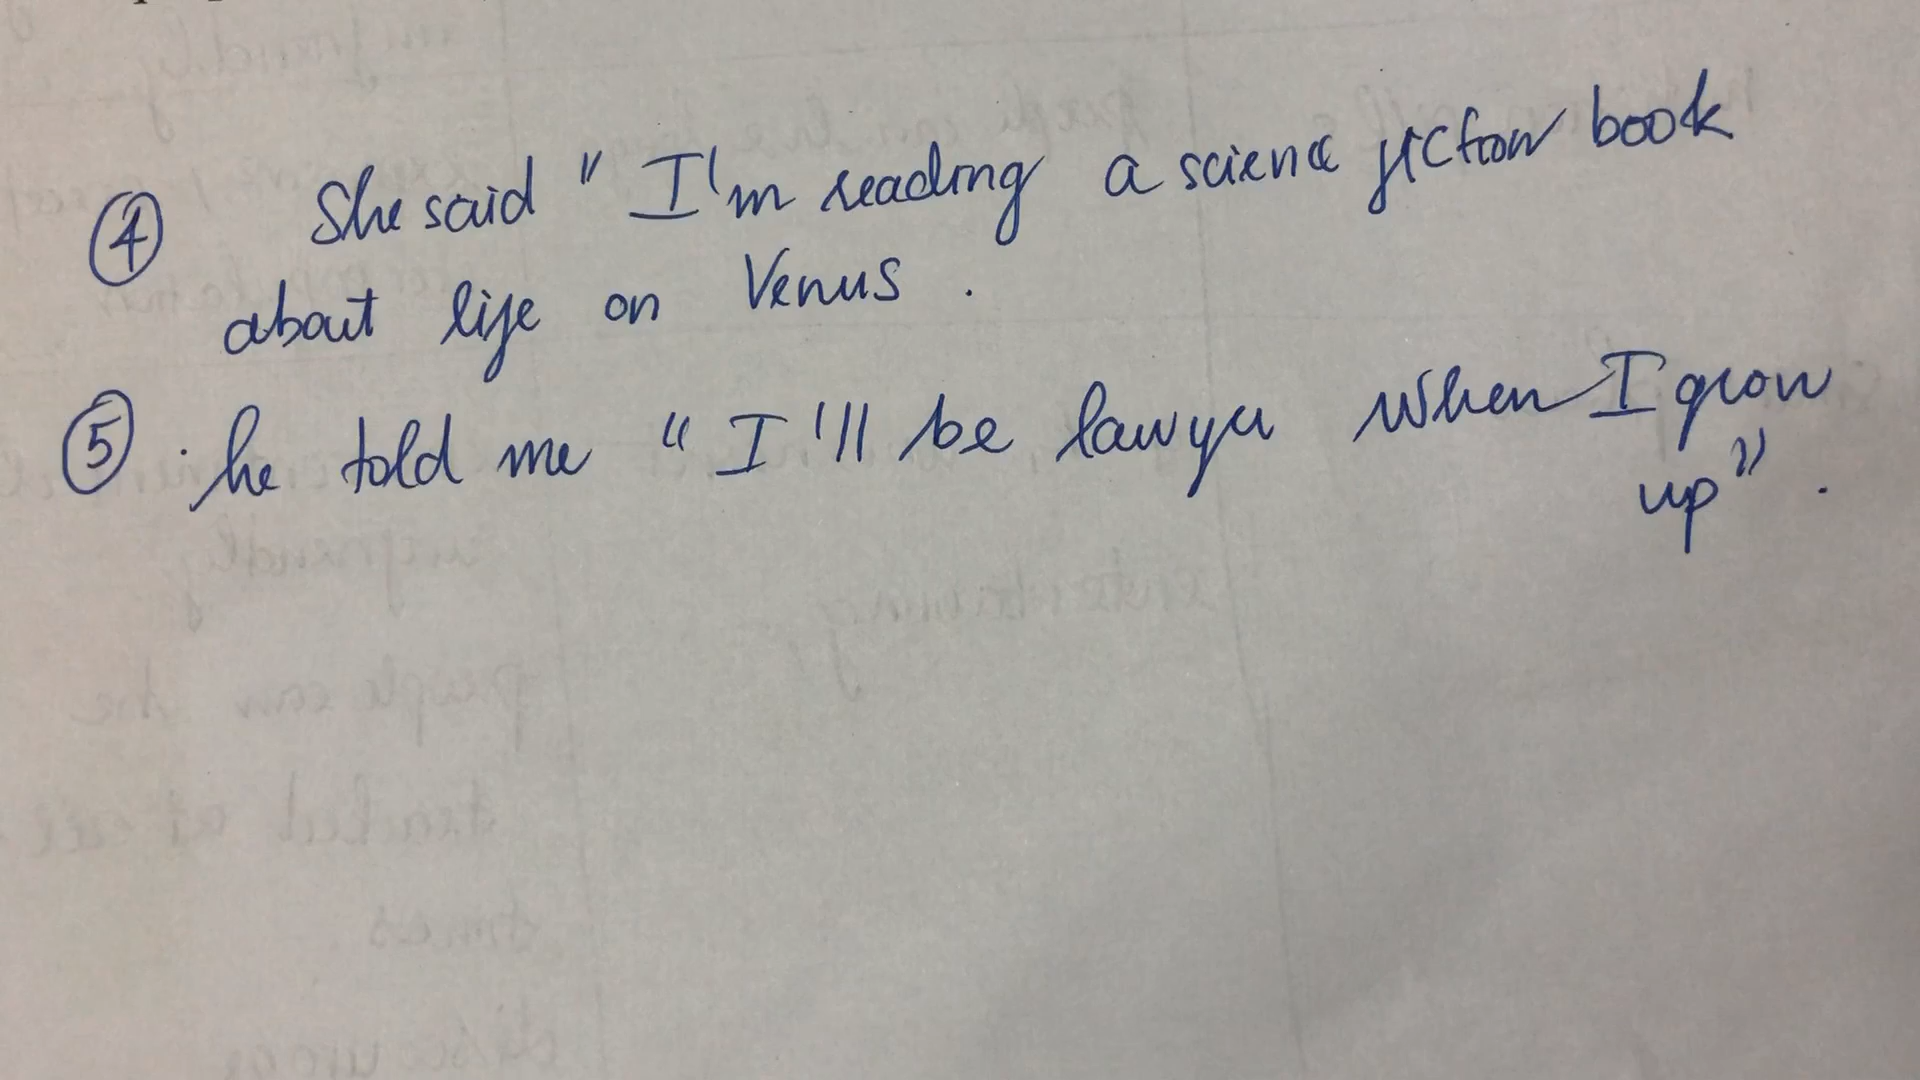 ④ She said " I'm reading a science fiction book
about life on Venus .
⑤ . he told me " I'll be lawyer when I grow
up" .